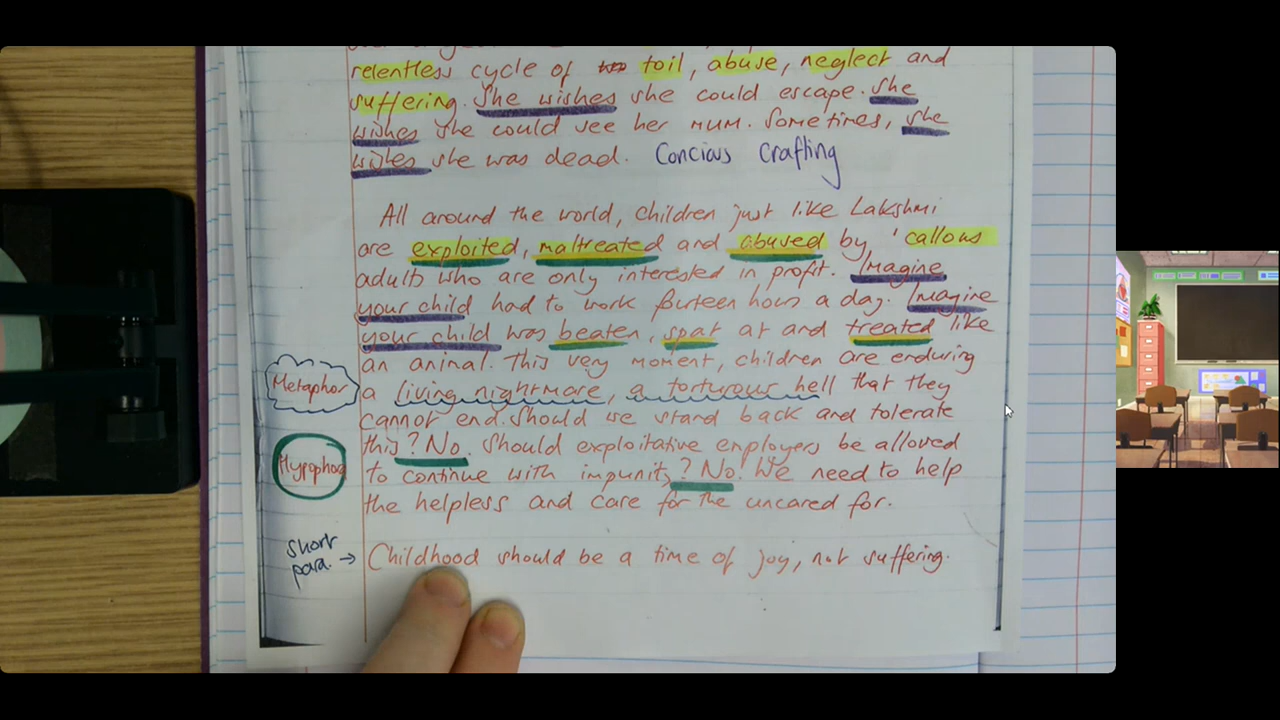 relentless cycle of toil, abuse, neglect and
suffering. She wishes she could escape. She
wishes she could see her mum. Sometimes, she
wishes she was dead. Concious Crafting
All around the world, children just like Lakshmi
are exploited, maltreated and abused by 'callous
adults who are only interested in profit. Imagine
your child had to work fourteen hours a day. Imagine
your child was beaten, spat at and treated like
an animal. This very moment, children are enduring
Metaphor a living nightmare, a torturous hell that they
cannot end. Should we stand back and tolerate
this? No. Should exploitative employers be allowed
Hypophora to continue with impunity? No. We need to help
the helpless and care for the uncared for.
Short
para. → Childhood should be a time of joy, not suffering.